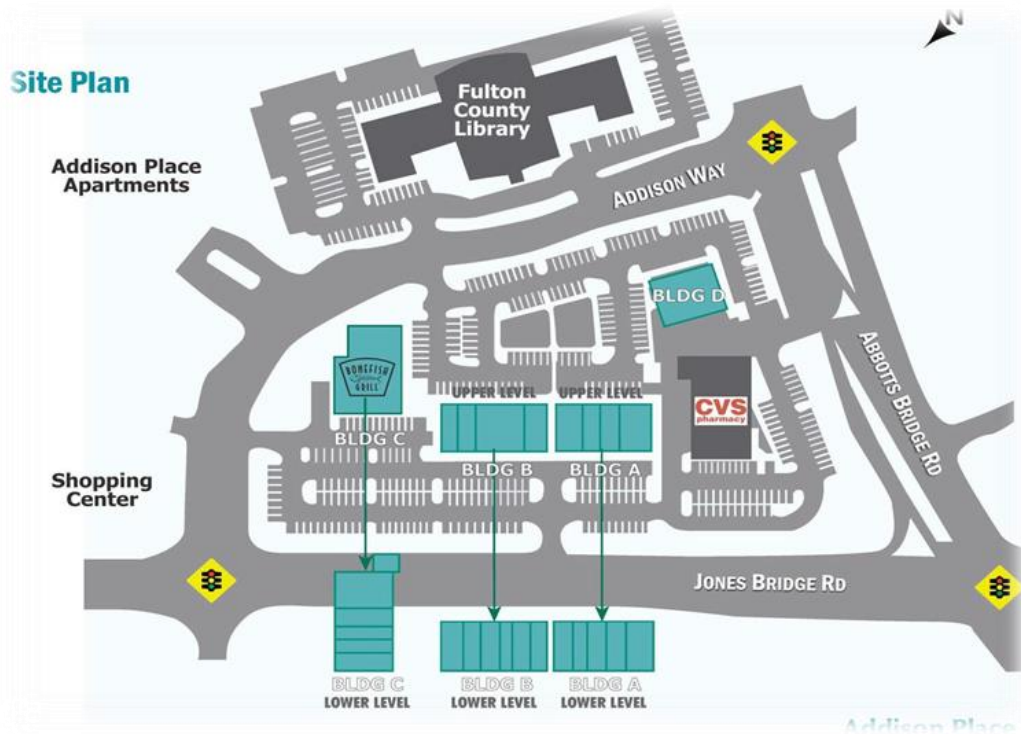 N
Site Plan
Fulton
County
Library
Addison Place
Apartments
ADDISON WAY
BLDG D
ABBOTTS BRIDGE RD
BONEFISH
GRILL
UPPER LEVEL
UPPER LEVEL
CVS
pharmacy
BLDG C
BLDG B
BLDG A
Shopping
Center
JONES BRIDGE RD
BLDG C
LOWER LEVEL
BLDG B
LOWER LEVEL
BLDG A
LOWER LEVEL
Addison Place